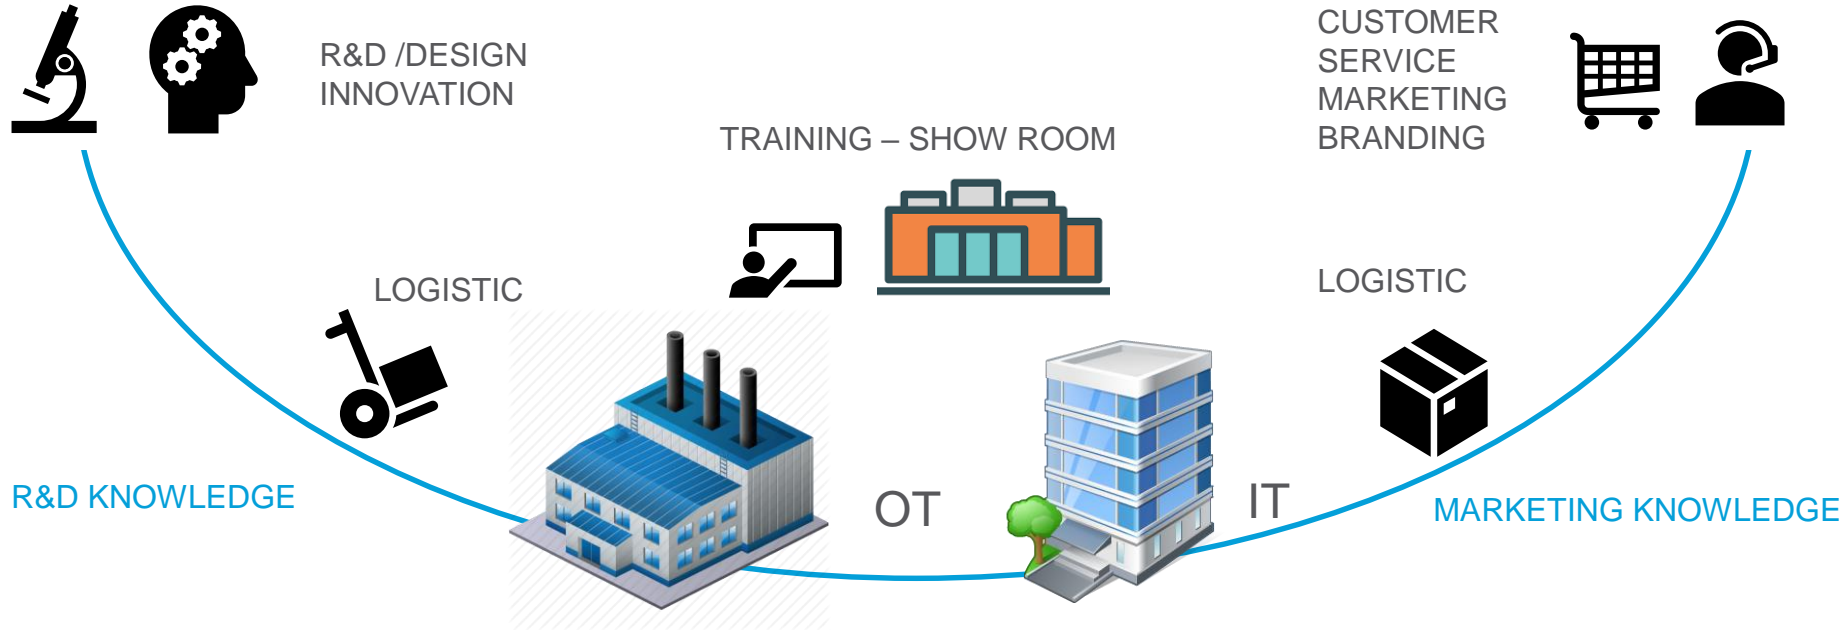 R&D /DESIGN
INNOVATION
CUSTOMER
SERVICE
MARKETING
BRANDING
TRAINING – SHOW ROOM
LOGISTIC
LOGISTIC
R&D KNOWLEDGE
OT
IT
MARKETING KNOWLEDGE